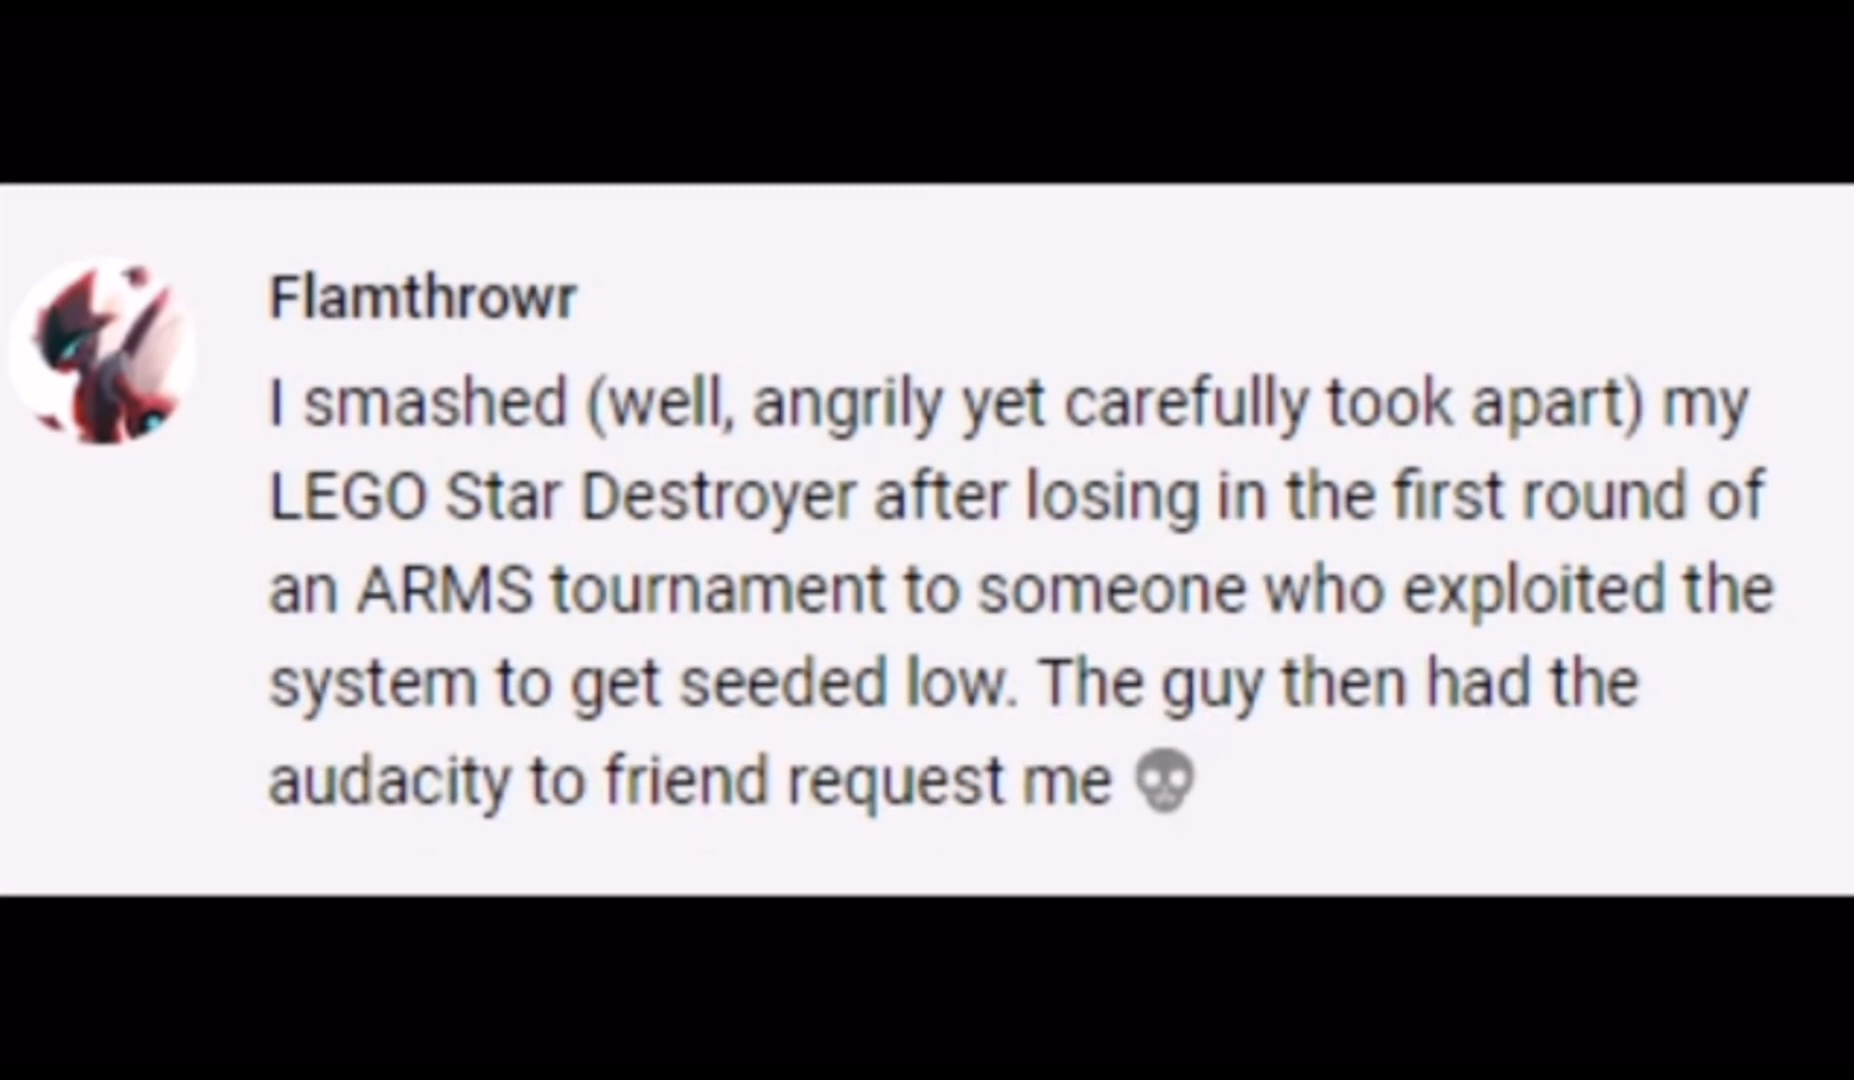 Flamthrowr
I smashed (well, angrily yet carefully took apart) my
LEGO Star Destroyer after losing in the first round of
an ARMS tournament to someone who exploited the
system to get seeded low. The guy then had the
audacity to friend request me 💀